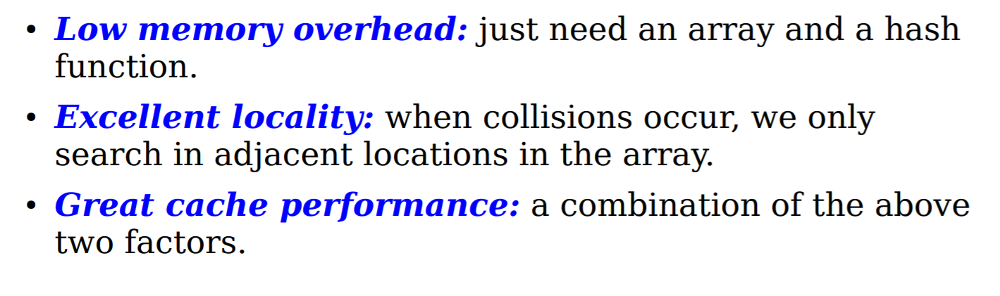 • Low memory overhead: just need an array and a hash
function.
• Excellent locality: when collisions occur, we only
search in adjacent locations in the array.
• Great cache performance: a combination of the above
two factors.